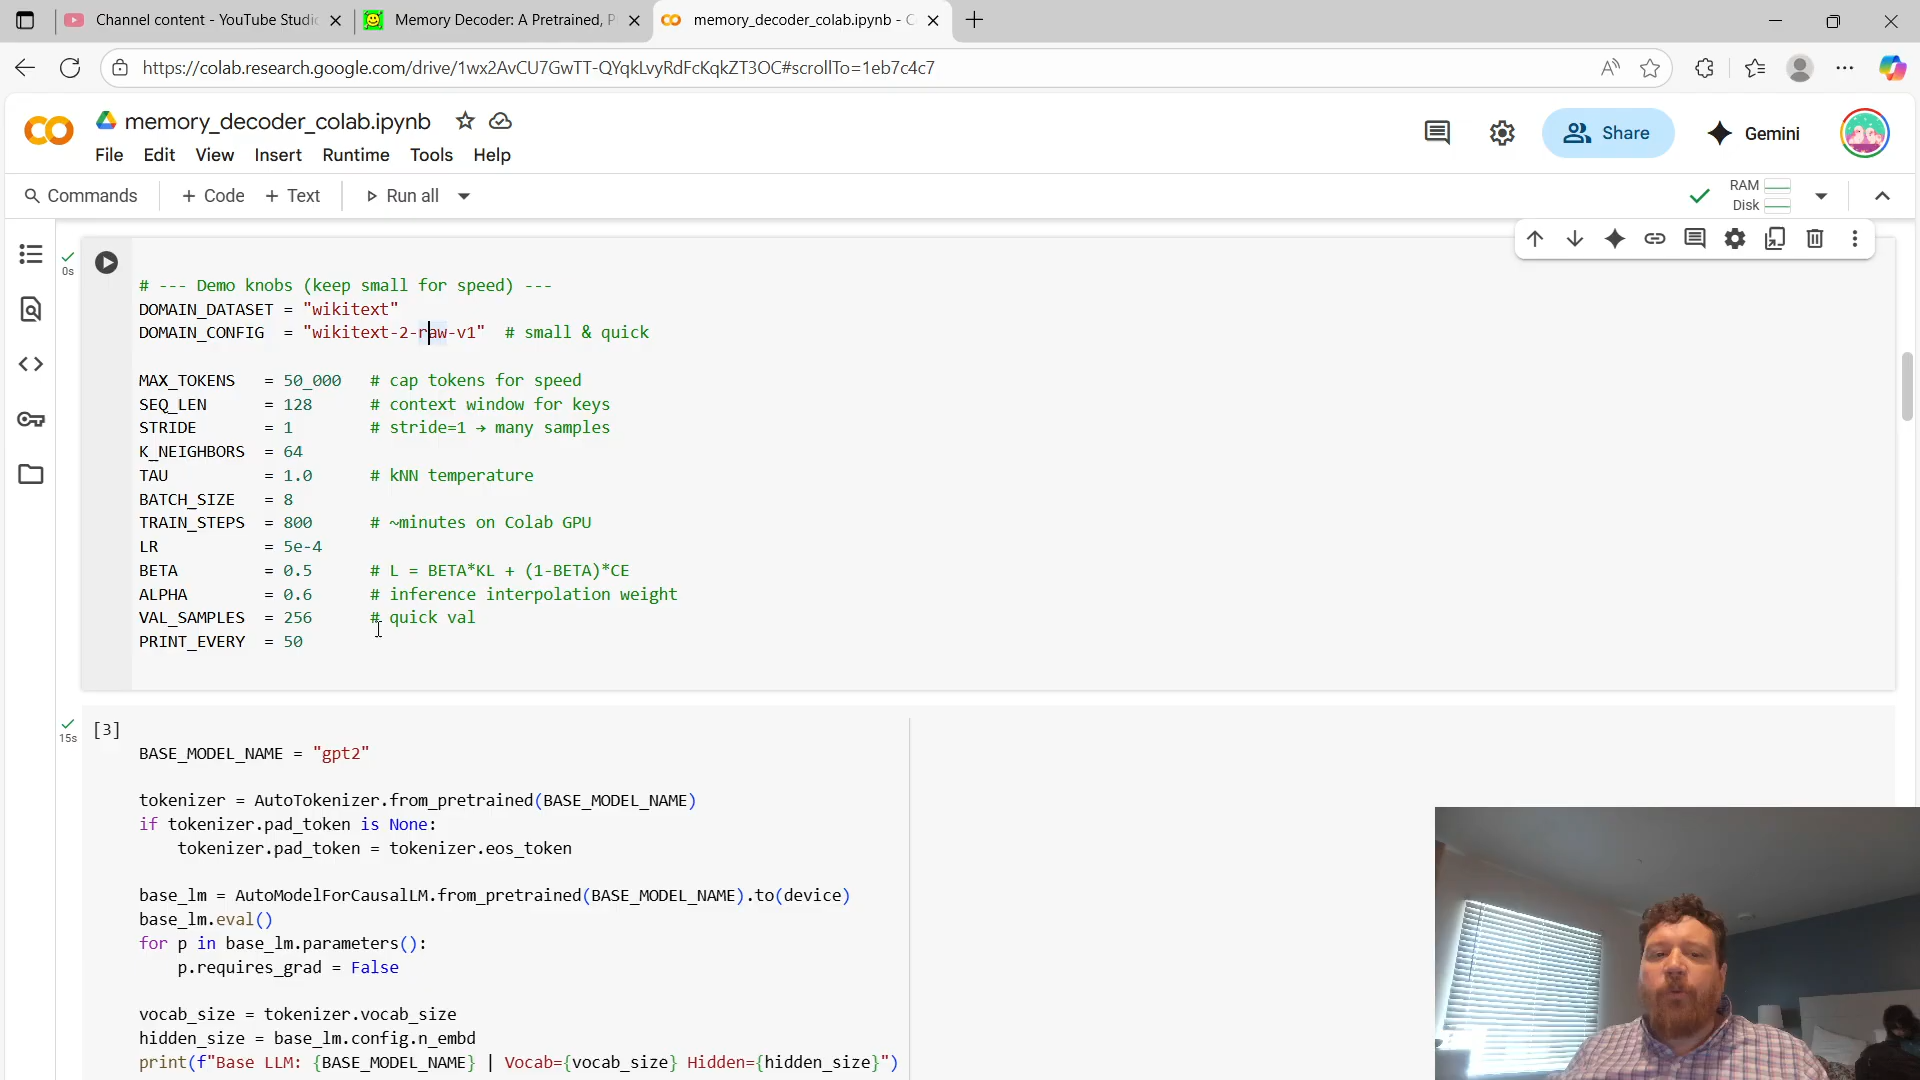 Channel content - YouTube Studi
Memory Decoder: A Pretrained, P
memory_decoder_colab.ipynb - C
https://colab.research.google.com/drive/1wx2AvCU7GwTT-QYqkLvyRdFcKqkZT3OC#scrollTo=1eb7c4c7
memory_decoder_colab.ipynb
File Edit View Insert Runtime Tools Help
Share
Gemini
Commands + Code + Text Run all
RAM
Disk
0s
# --- Demo knobs (keep small for speed) ---
DOMAIN_DATASET = "wikitext"
DOMAIN_CONFIG = "wikitext-2-raw-v1" # small & quick
MAX_TOKENS = 50_000 # cap tokens for speed
SEQ_LEN = 128 # context window for keys
STRIDE = 1 # stride=1 → many samples
K_NEIGHBORS = 64
TAU = 1.0 # kNN temperature
BATCH_SIZE = 8
TRAIN_STEPS = 800 # ~minutes on Colab GPU
LR = 5e-4
BETA = 0.5 # L = BETA*KL + (1-BETA)*CE
ALPHA = 0.6 # inference interpolation weight
VAL_SAMPLES = 256 # quick val
PRINT_EVERY = 50
15s
[3]
BASE_MODEL_NAME = "gpt2"
tokenizer = AutoTokenizer.from_pretrained(BASE_MODEL_NAME)
if tokenizer.pad_token is None:
tokenizer.pad_token = tokenizer.eos_token
base_lm = AutoModelForCausalLM.from_pretrained(BASE_MODEL_NAME).to(device)
base_lm.eval()
for p in base_lm.parameters():
p.requires_grad = False
vocab_size = tokenizer.vocab_size
hidden_size = base_lm.config.n_embd
print(f"Base LLM: {BASE_MODEL_NAME} | Vocab={vocab_size} Hidden={hidden_size}")